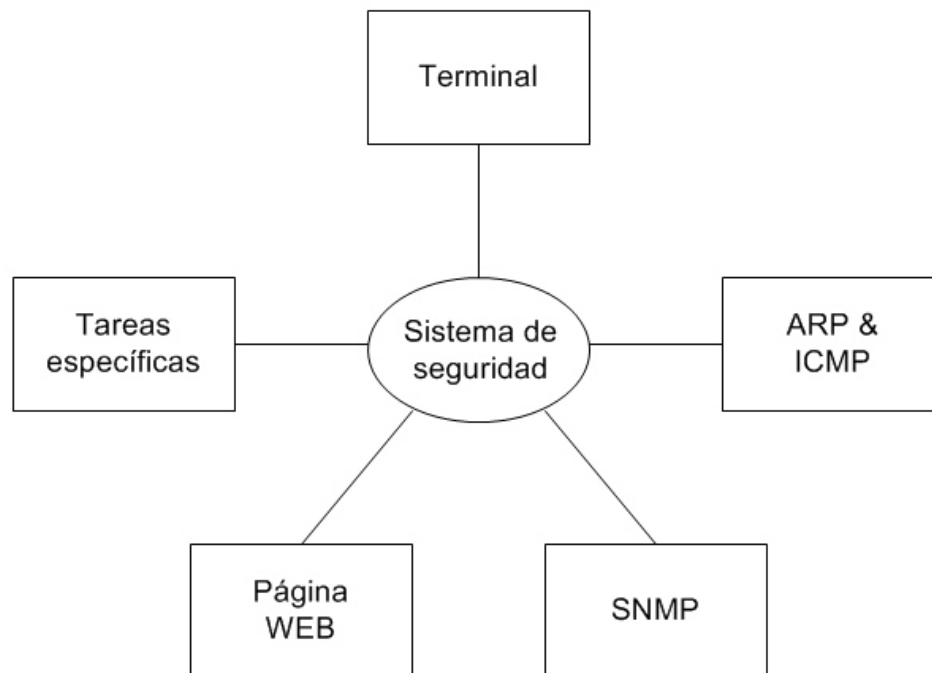 Terminal
Tareas
específicas
Sistema de
seguridad
ARP &
ICMP
Página
WEB
SNMP